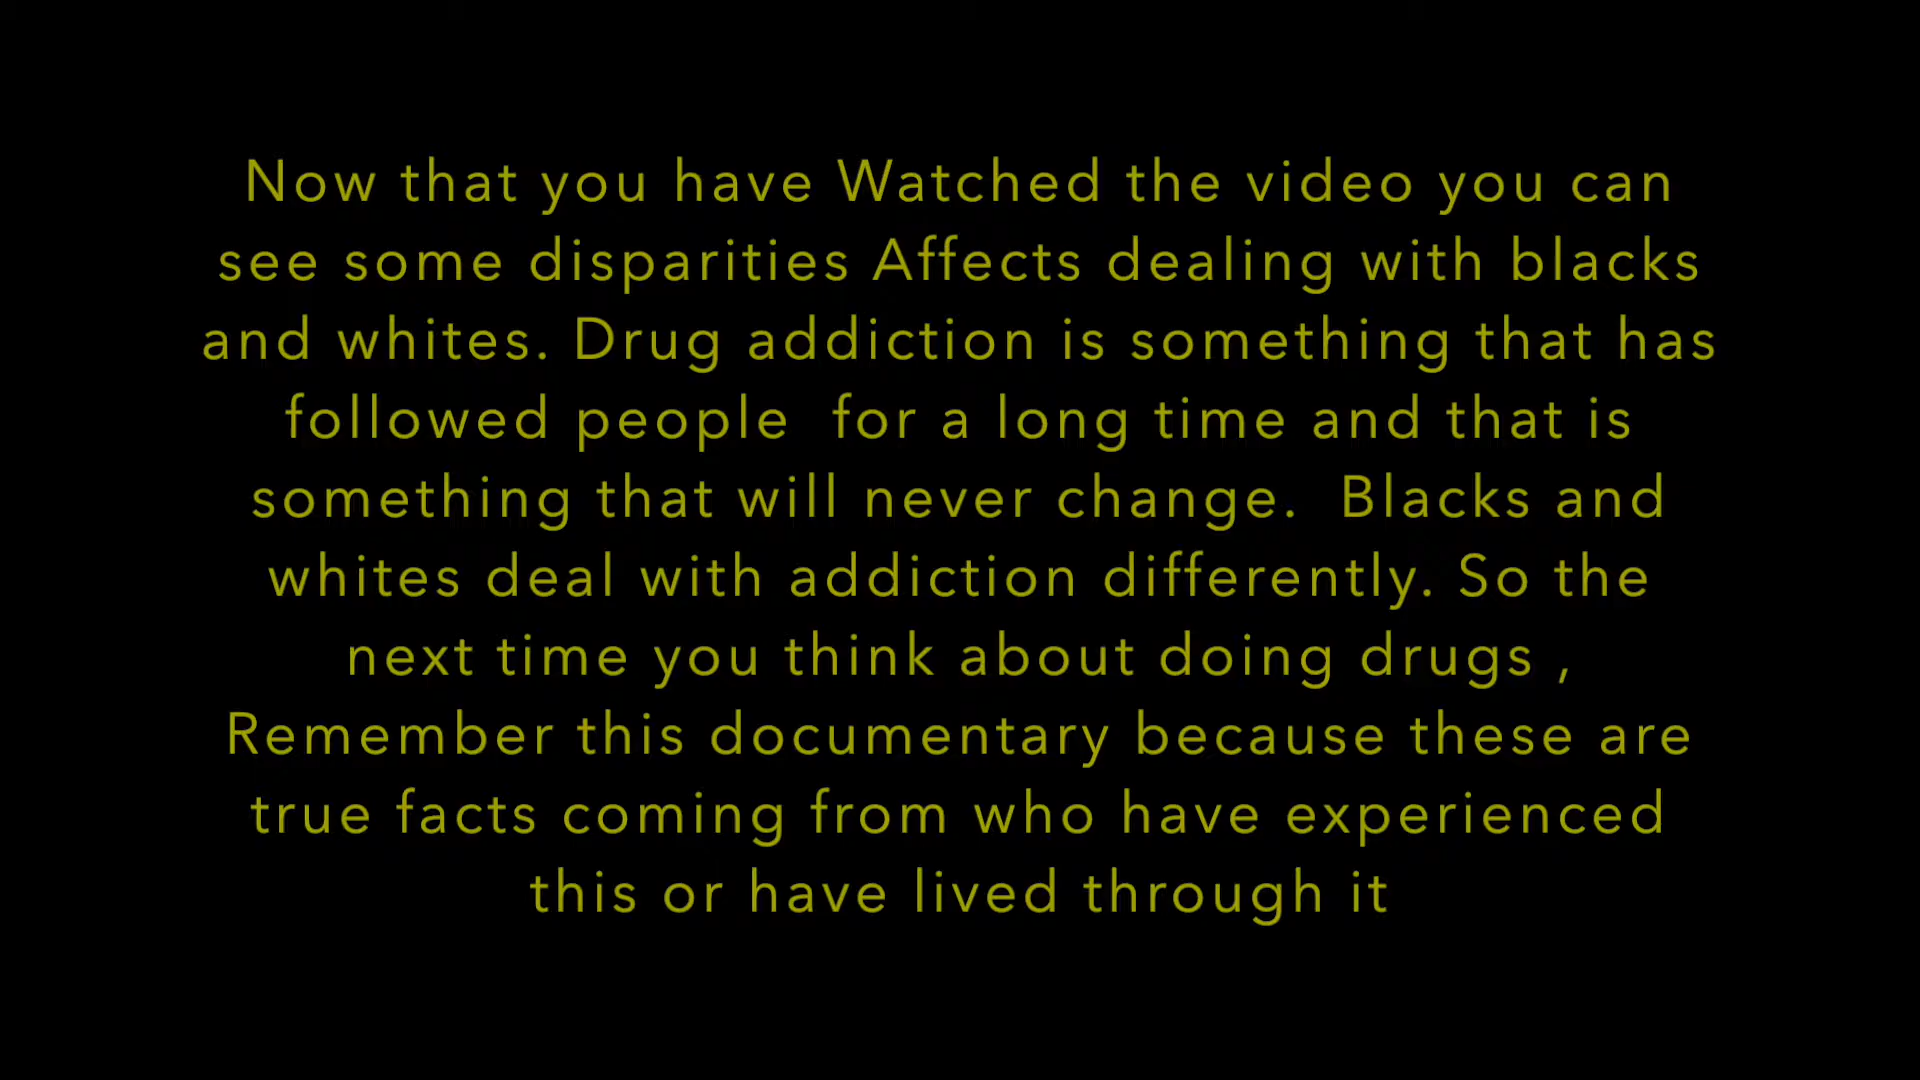 Now that you have Watched the video you can
see some disparities Affects dealing with blacks
and whites. Drug addiction is something that has
followed people  for a long time and that is
something that will never change.  Blacks and
whites deal with addiction differently. So the
next time you think about doing drugs ,
Remember this documentary because these are
true facts coming from who have experienced
this or have lived through it